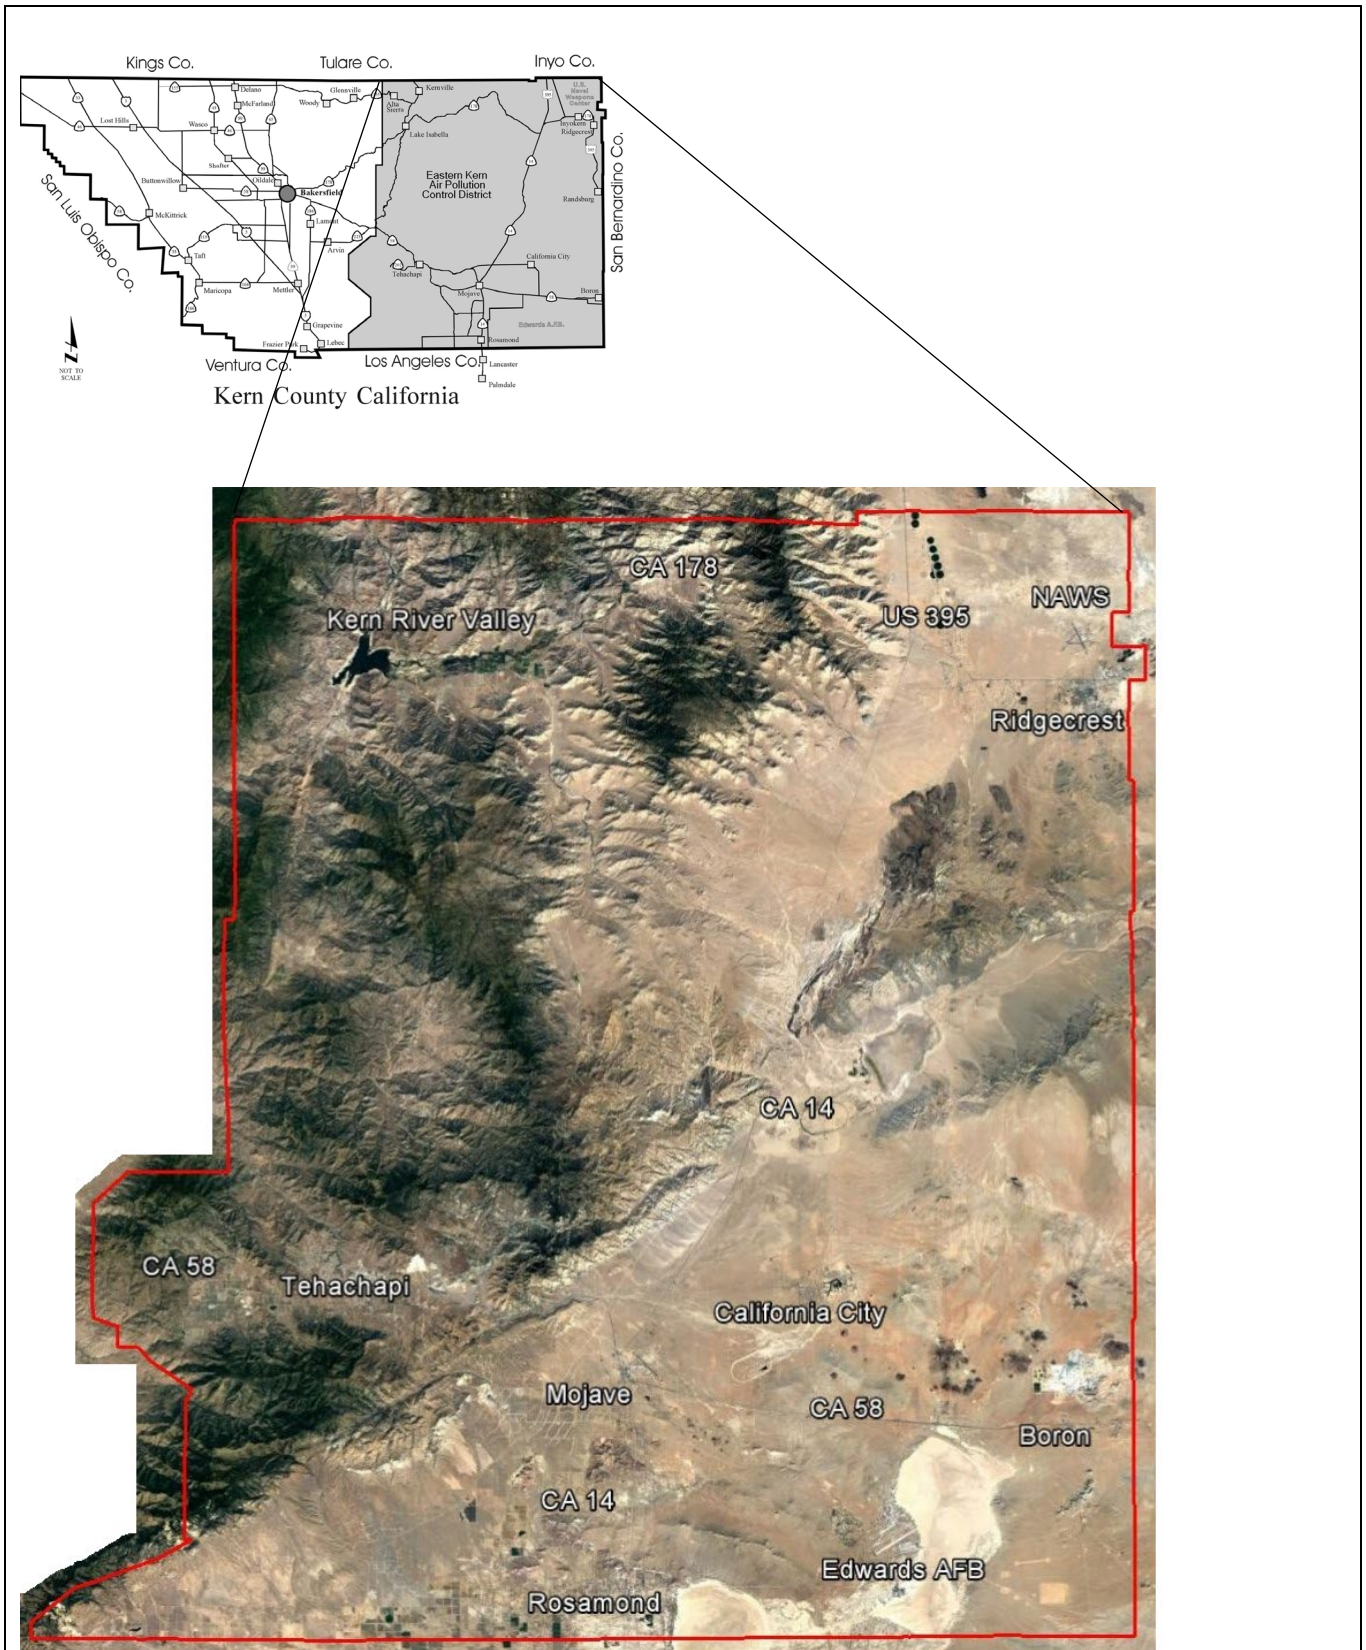 Kings Co.
Tulare Co.
Inyo Co.
Delano
Glennville
Kernville
U.S.
Naval
Weapons
Center
McFarland
Woody
Alta
Sierra
Lost Hills
Wasco
Lake Isabella
Inyokern
Ridgecrest
San Bernardino Co.
Shafter
Eastern Kern
Air Pollution
Control District
Buttonwillow
Oildale
Bakersfield
Randsburg
San Luis Obispo Co.
McKittrick
Lamont
Arvin
Taft
Tehachapi
California City
Maricopa
Mettler
Mojave
Boron
Grapevine
Edwards A.F.B.
Frazier Park
Lebec
Rosamond
NOT TO
SCALE
Ventura Co.
Los Angeles Co.
Lancaster
Palmdale
Kern County California
CA 178
NAWS
Kern River Valley
US 395
Ridgecrest
CA 14
CA 58
Tehachapi
California City
Mojave
CA 58
Boron
CA 14
Edwards AFB
Rosamond